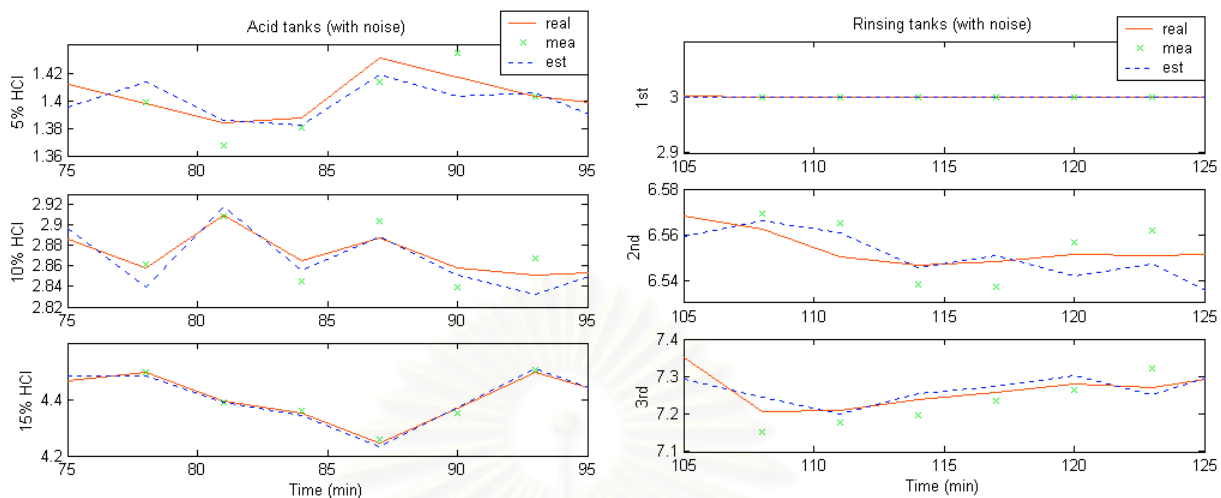 Acid tanks (with noise)
real
mea
est
5% HCl
1.42
1.4
1.38
1.36
75 80 85 90 95
10% HCl
2.92
2.9
2.88
2.86
2.84
2.82
75 80 85 90 95
15% HCl
4.4
4.2
75 80 85 90 95
Time (min)
Rinsing tanks (with noise)
real
mea
est
1st
3
2.9
105 110 115 120 125
2nd
6.58
6.56
6.54
105 110 115 120 125
3rd
7.4
7.3
7.2
7.1
105 110 115 120 125
Time (min)